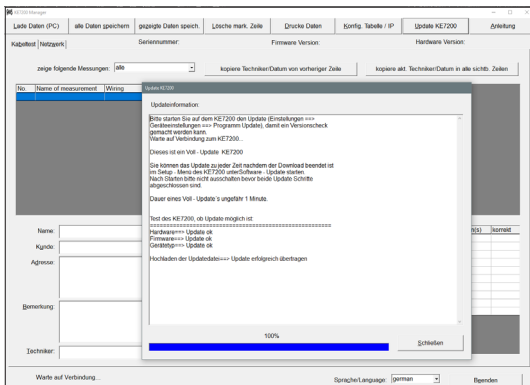 KE7200 Manager
Lade Daten (PC) alle Daten speichern gezeigte Daten speich. Lösche mark. Zeile Drucke Daten Konfig. Tabelle / IP Update KE7200 Anleitung
Kabeltest Netzwerk Seriennummer: Firmware Version: Hardware Version:
zeige folgende Messungen: alle kopiere Techniker/Datum von vorheriger Zeile kopiere akt. Techniker/Datum in alle sichtb. Zeilen
No. Name of measurement Wiring
Update KE7200
Updateinformation:
Bitte starten Sie auf dem KE7200 den Update (Einstellungen ==>
Geräteeinstellungen ==> Programm Update), damit ein Versionscheck
gemacht werden kann.
Warte auf Verbindung zum KE7200...
Dieses ist ein Voll - Update KE7200
Sie können das Update zu jeder Zeit nachdem der Download beendet ist
im Setup - Menü des KE7200 unterSoftware - Update starten.
Nach Starten bitte nicht ausschalten bevor beide Update Schritte
abgeschlossen sind.
Dauer eines Voll - Update´s ungefähr 1 Minute.
Test des KE7200, ob Update möglich ist
Hardware==> Update ok
Firmware==> Update ok
Gerätetyp==> Update ok
Hochladen der Updatedatei==> Update erfolgreich übertragen
100%
Schließen
Name:
Kunde:
Adresse:
Bemerkung:
Techniker:
n(s) korrekt
Warte auf Verbindung... Sprache/Language: german Beenden